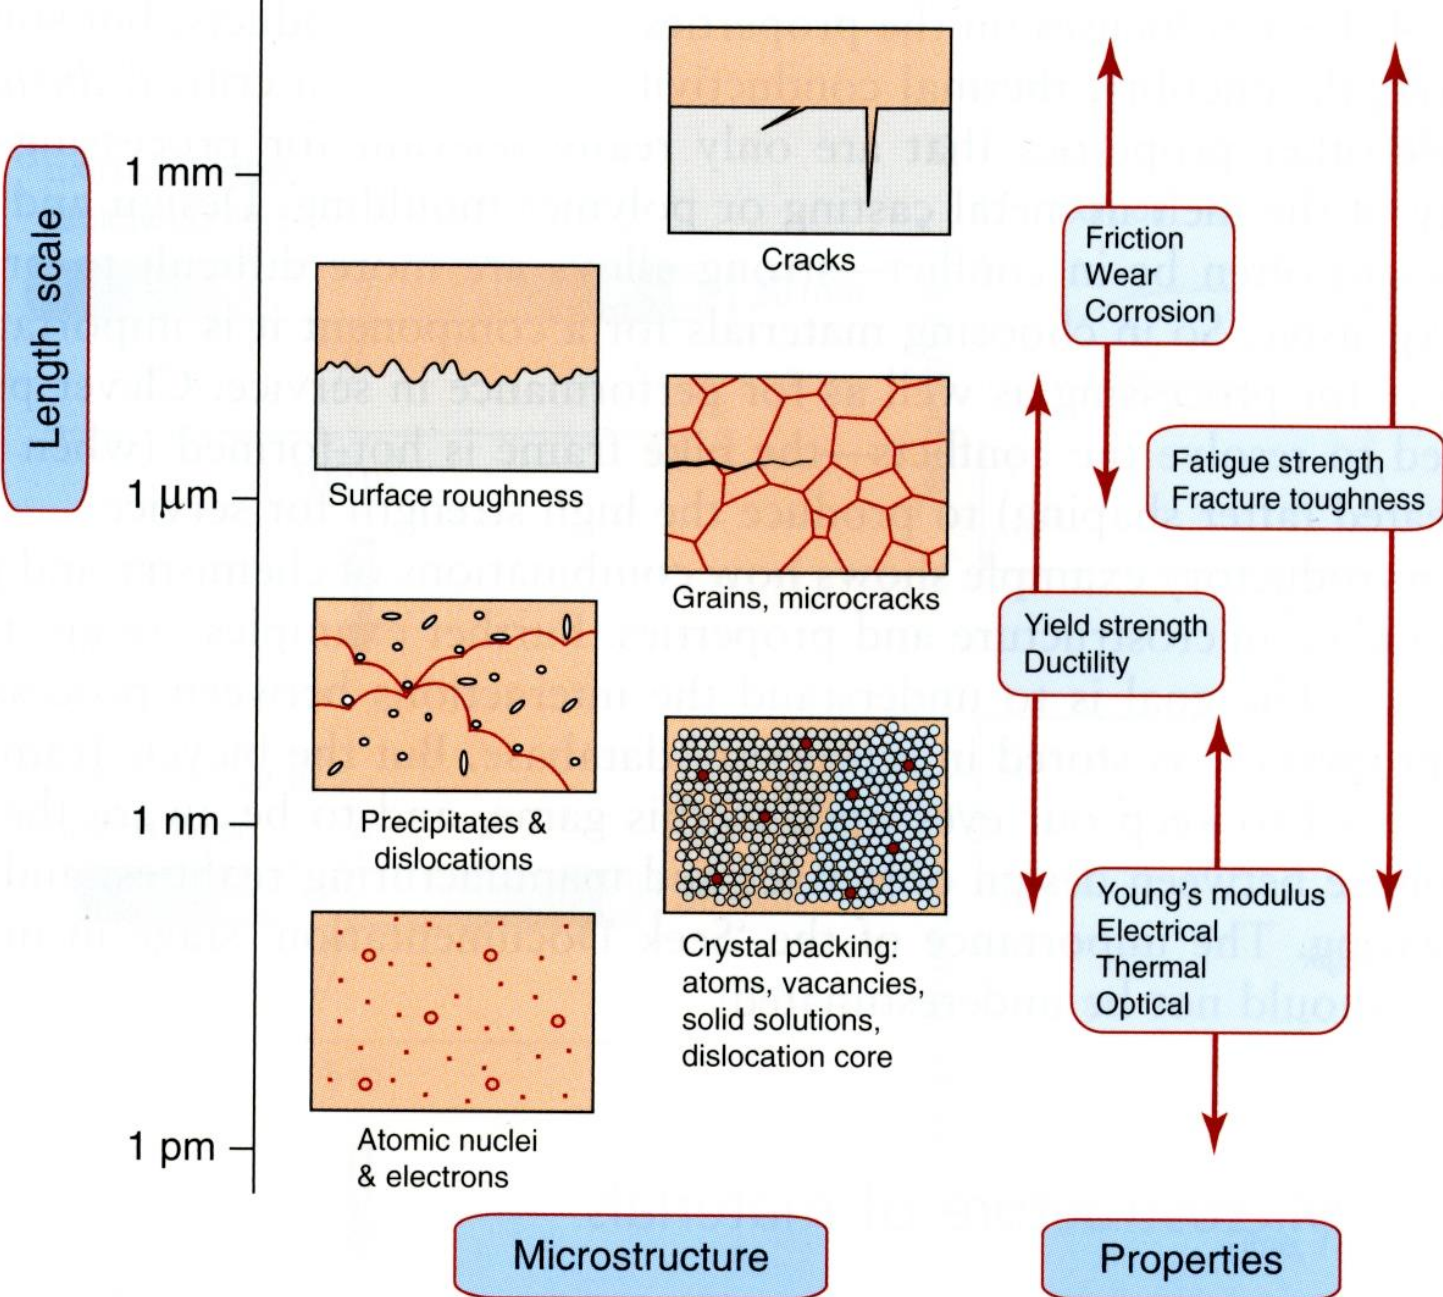 Length scale
1 mm
1 μm
1 nm
1 pm
Cracks
Surface roughness
Grains, microcracks
Precipitates &
dislocations
Crystal packing:
atoms, vacancies,
solid solutions,
dislocation core
Atomic nuclei
& electrons
Friction
Wear
Corrosion
Fatigue strength
Fracture toughness
Yield strength
Ductility
Young's modulus
Electrical
Thermal
Optical
Microstructure
Properties